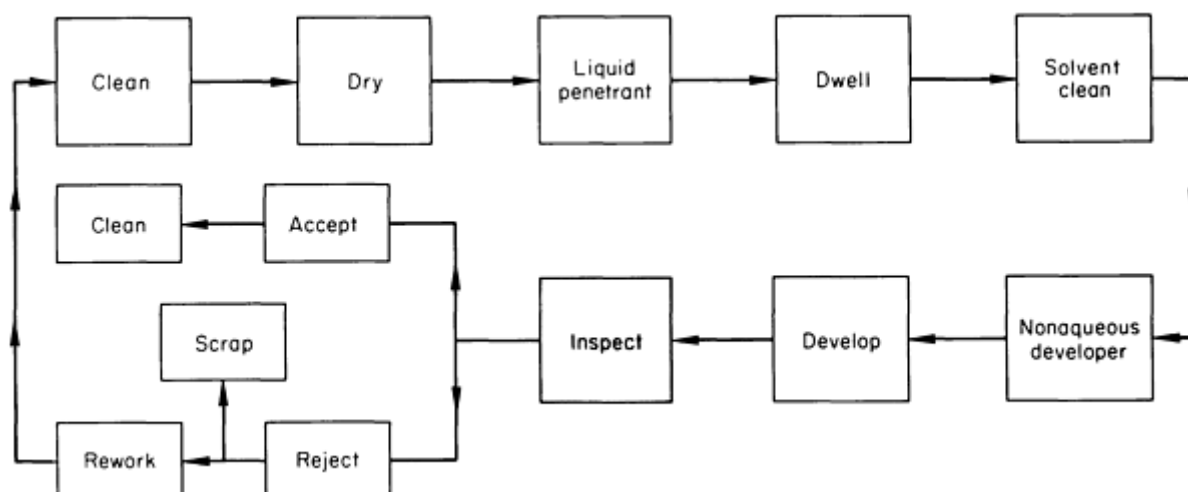 Clean
Dry
Liquid
penetrant
Dwell
Solvent
clean
Clean
Accept
Scrap
Inspect
Develop
Nonaqueous
developer
Rework
Reject